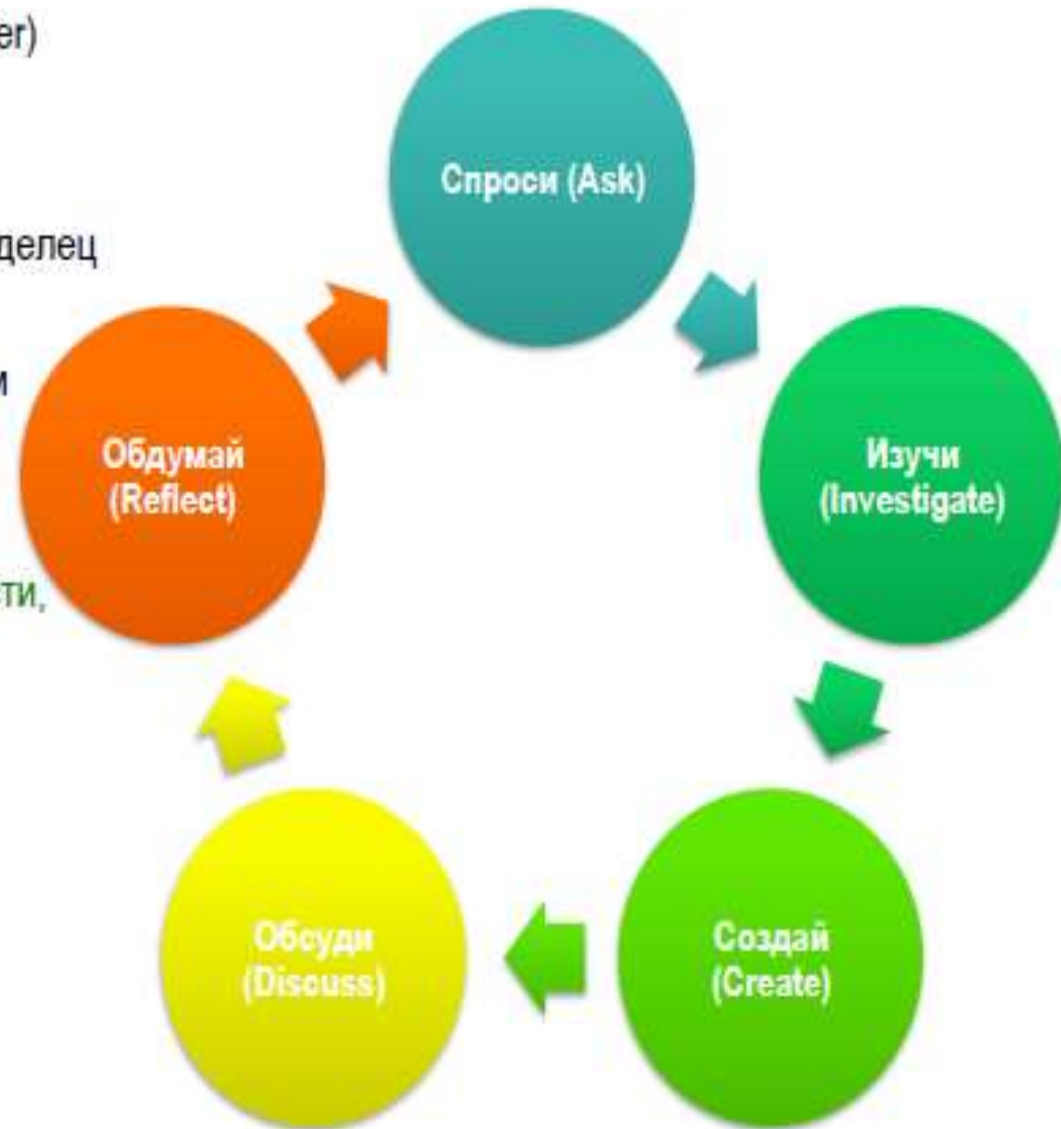 er)
делец
м
сти,
Спроси (Ask)
Изучи
(Investigate)
Создай
(Create)
Обсуди
(Discuss)
Обдумай
(Reflect)